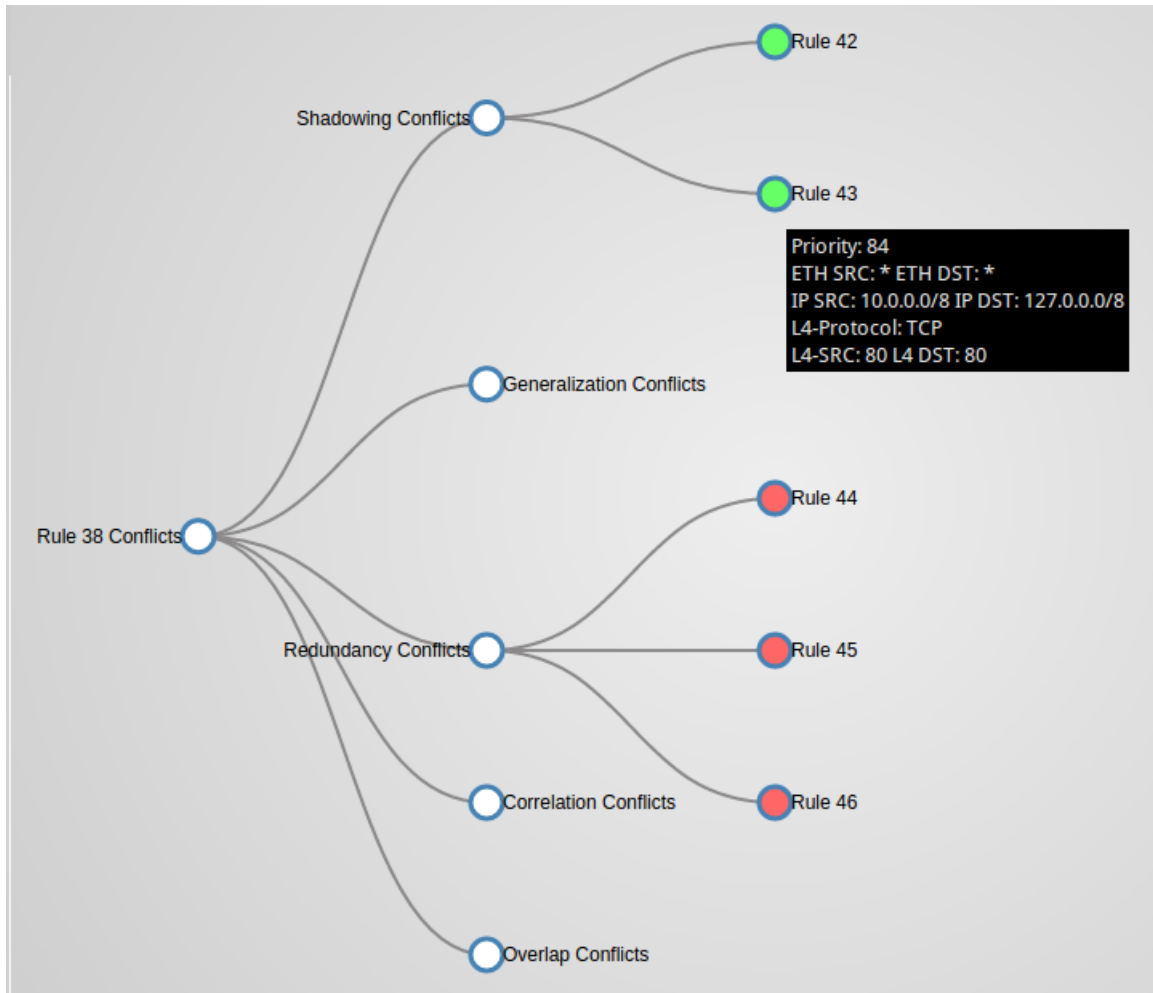 Rule 42
Shadowing Conflicts
Rule 43
Priority: 84
ETH SRC: * ETH DST: *
IP SRC: 10.0.0.0/8 IP DST: 127.0.0.0/8
L4-Protocol: TCP
L4-SRC: 80 L4 DST: 80
Generalization Conflicts
Rule 44
Rule 38 Conflicts
Redundancy Conflicts
Rule 45
Correlation Conflicts
Rule 46
Overlap Conflicts